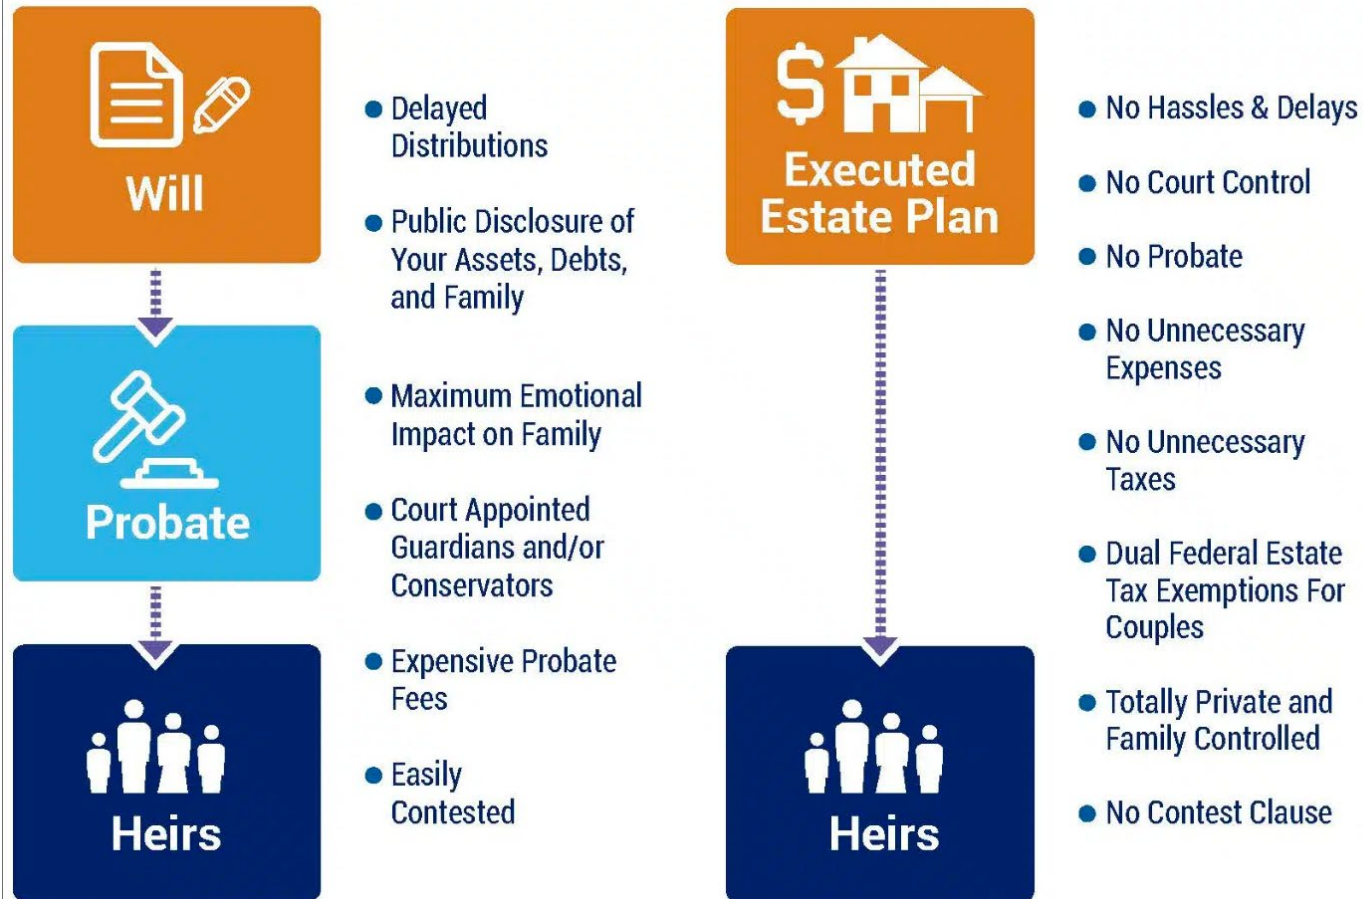 Will
Probate
Heirs
Delayed
Distributions
Public Disclosure of
Your Assets, Debts,
and Family
Maximum Emotional
Impact on Family
Court Appointed
Guardians and/or
Conservators
Expensive Probate
Fees
Easily
Contested
Executed
Estate Plan
Heirs
No Hassles & Delays
No Court Control
No Probate
No Unnecessary
Expenses
No Unnecessary
Taxes
Dual Federal Estate
Tax Exemptions For
Couples
Totally Private and
Family Controlled
No Contest Clause